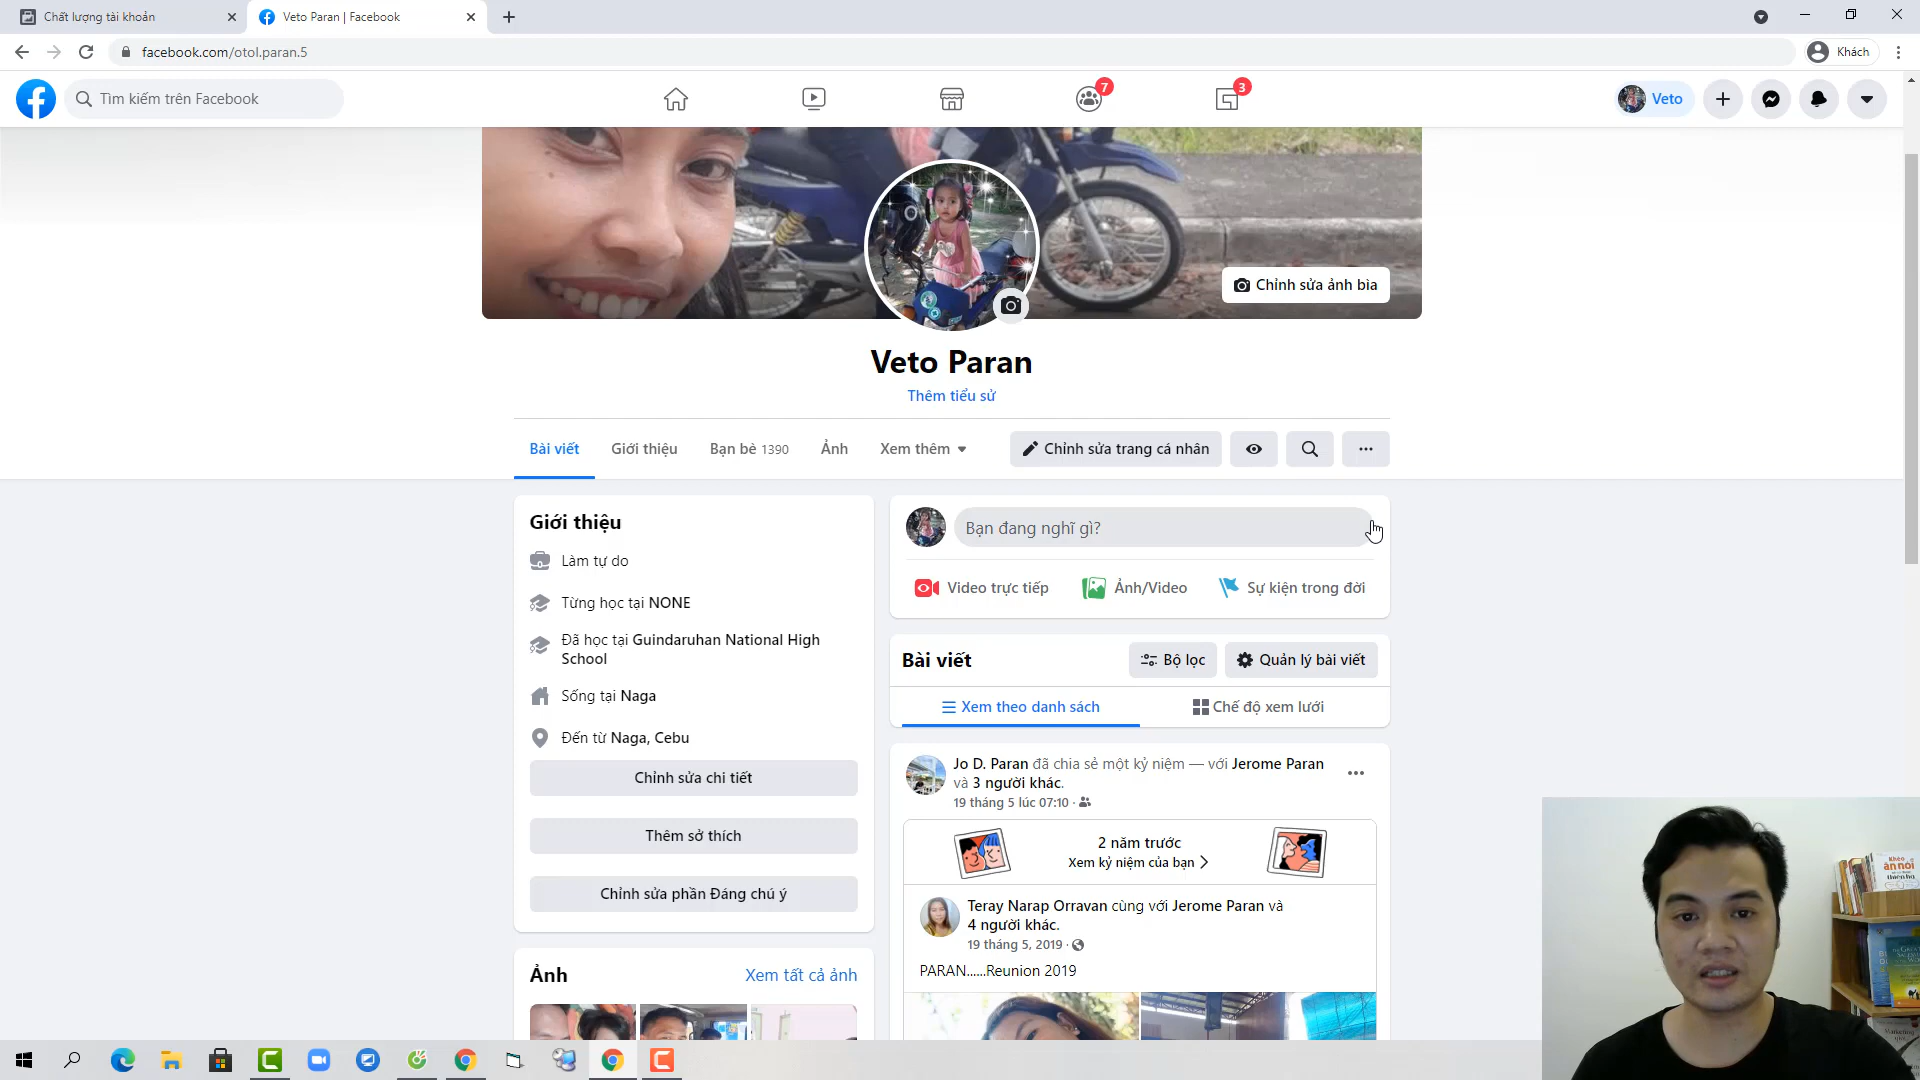 Chất lượng tài khoản
Veto Paran | Facebook
facebook.com/otol.paran.5
Khách
Tìm kiếm trên Facebook
7
3
Veto
Chỉnh sửa ảnh bìa
Veto Paran
Thêm tiểu sử
Bài viết
Giới thiệu
Bạn bè 1390
Ảnh
Xem thêm
Chỉnh sửa trang cá nhân
Giới thiệu
Làm tự do
Từng học tại NONE
Đã học tại Guindaruhan National High
School
Sống tại Naga
Đến từ Naga, Cebu
Chỉnh sửa chi tiết
Thêm sở thích
Chỉnh sửa phần Đáng chú ý
Ảnh
Xem tất cả ảnh
Bạn đang nghĩ gì?
Video trực tiếp
Ảnh/Video
Sự kiện trong đời
Bài viết
Bộ lọc
Quản lý bài viết
Xem theo danh sách
Chế độ xem lưới
Jo D. Paran đã chia sẻ một kỷ niệm — với Jerome Paran
và 3 người khác.
19 tháng 5 lúc 07:10 ·
2 năm trước
Xem kỷ niệm của bạn
Teray Narap Orravan cùng với Jerome Paran và
4 người khác.
19 tháng 5, 2019 ·
PARAN......Reunion 2019